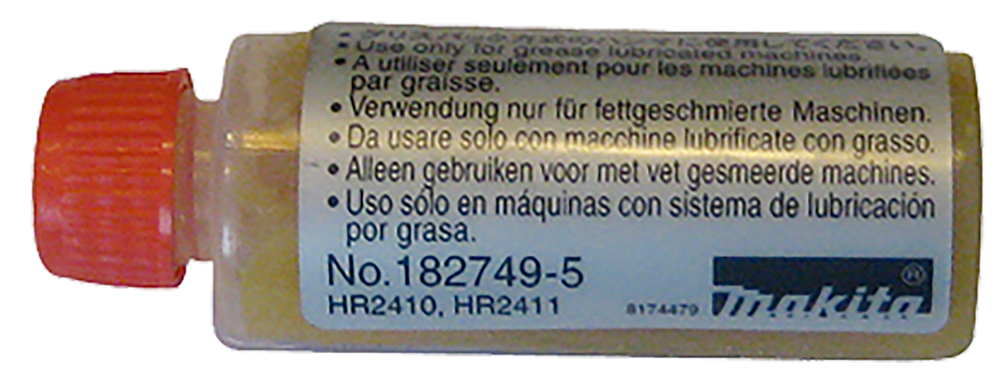 • Use only for grease lubricated machines.
• A utiliser seulement pour les machines lubrifiées
par graisse.
• Verwendung nur für fettgeschmierte Maschinen.
• Da usare solo con macchine lubrificate con grasso.
• Alleen gebruiken voor met vet gesmeerde machines.
• Uso sólo en máquinas con sistema de lubricación
por grasa.
No.182749-5
HR2410, HR2411
8174479
makita®